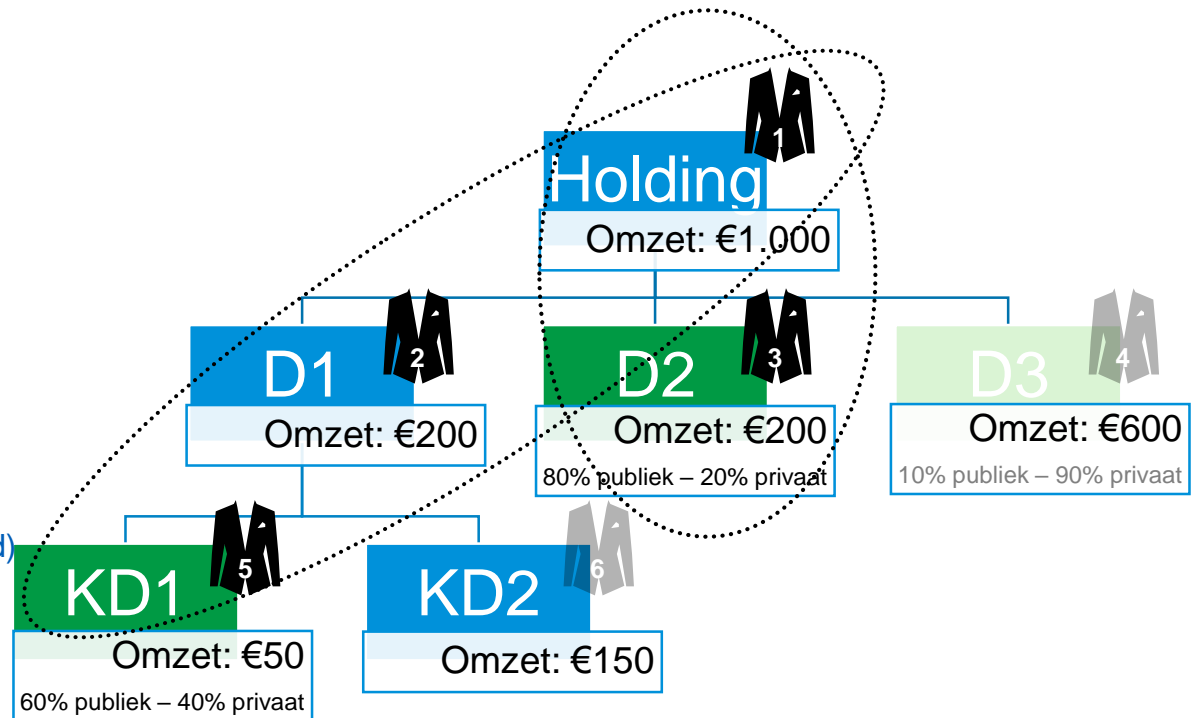 1
Holding
Omzet: €1.000
D1
2
Omzet: €200
D2
3
Omzet: €200
80% publiek – 20% privaat
D3
4
Omzet: €600
10% publiek – 90% privaat
d)
KD1
5
Omzet: €50
60% publiek – 40% privaat
KD2
6
Omzet: €150